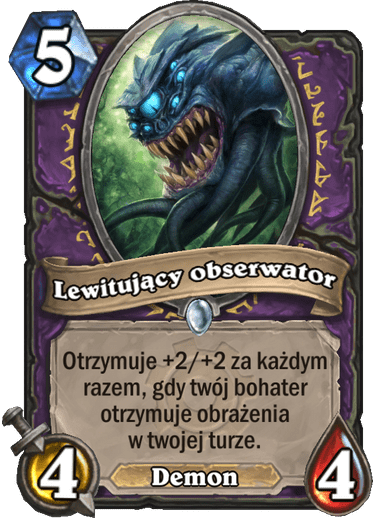 5
Lewitujący obserwator
Otrzymuje +2/+2 za każdym
razem, gdy twój bohater
otrzymuje obrażenia
w twojej turze.
4
Demon
4